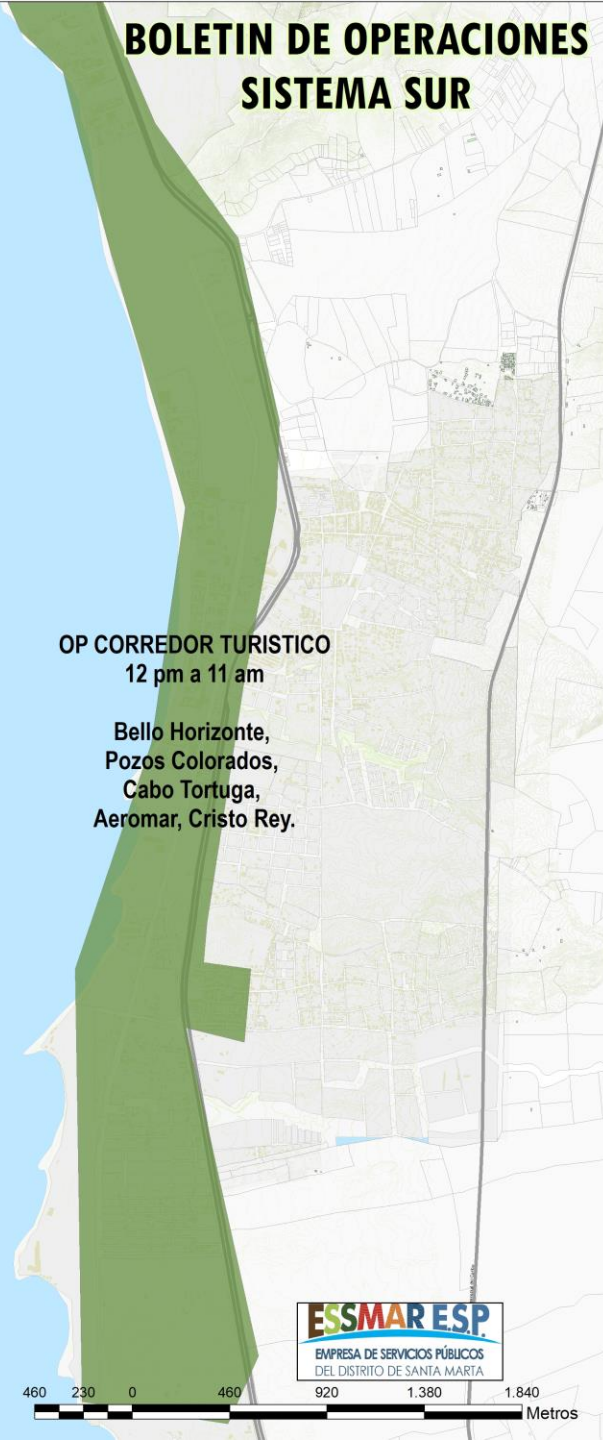 BOLETIN DE OPERACIONES
SISTEMA SUR
OP CORREDOR TURISTICO
12 pm a 11 am
Bello Horizonte,
Pozos Colorados,
Cabo Tortuga,
Aeromar, Cristo Rey.
ESSMAR E.S.P.
EMPRESA DE SERVICIOS PÚBLICOS
DEL DISTRITO DE SANTA MARTA
460 230 0 460 920 1.380 1.840
Metros